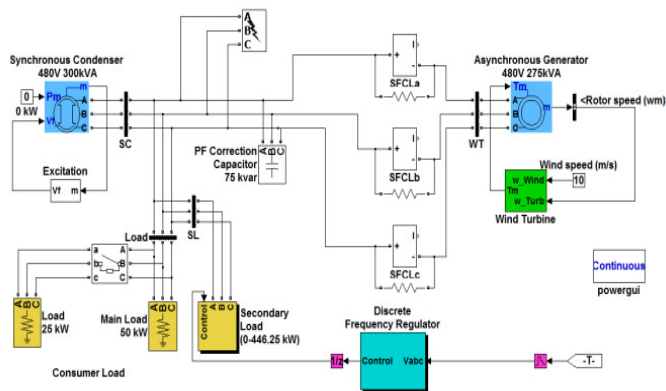 A
B
C
Synchronous Condenser
480V 300kVA
0
0 kW
Pm
m
A
B
C
Vf
SC
Excitation
Vf
m
PF Correction
Capacitor
75 kvar
A B C
SFCLa
+
-
I
SFCLb
+
-
I
SFCLc
+
-
I
WT
Asynchronous Generator
480V 275kVA
Tm
A
B
C
m
<Rotor speed (wm)
Wind speed (m/s)
10
w_Wind
Tm
w_Turb
Wind Turbine
Continuous
powergui
SL
Load
a
b
c
A
B
C
A B C
Load
25 kW
Main Load
50 kW
A B C
Control
A B C
Secondary
Load
(0-446.25 kW)
Consumer Load
Discrete
Frequency Regulator
1/z
Control
Vabc
-T-